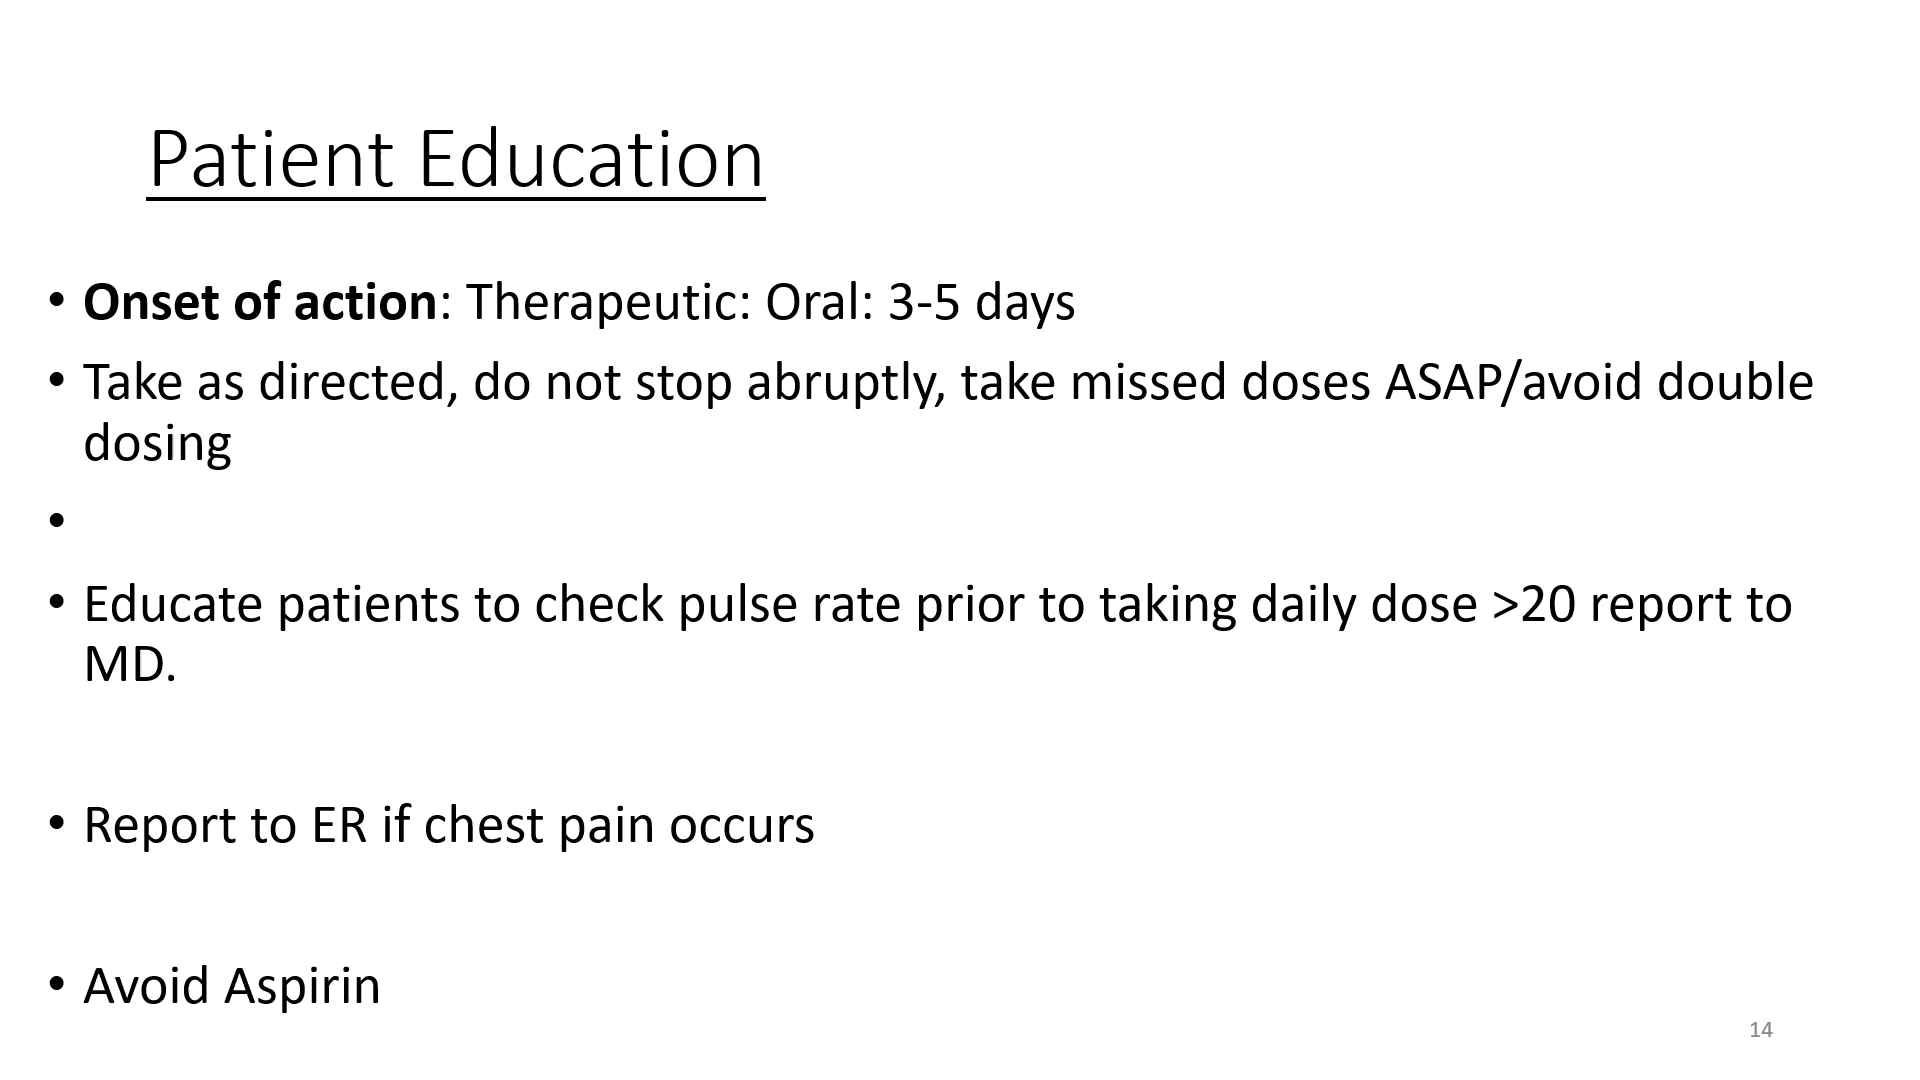 Patient Education
• Onset of action: Therapeutic: Oral: 3-5 days
• Take as directed, do not stop abruptly, take missed doses ASAP/avoid double
dosing
•
• Educate patients to check pulse rate prior to taking daily dose >20 report to
MD.
• Report to ER if chest pain occurs
• Avoid Aspirin
14